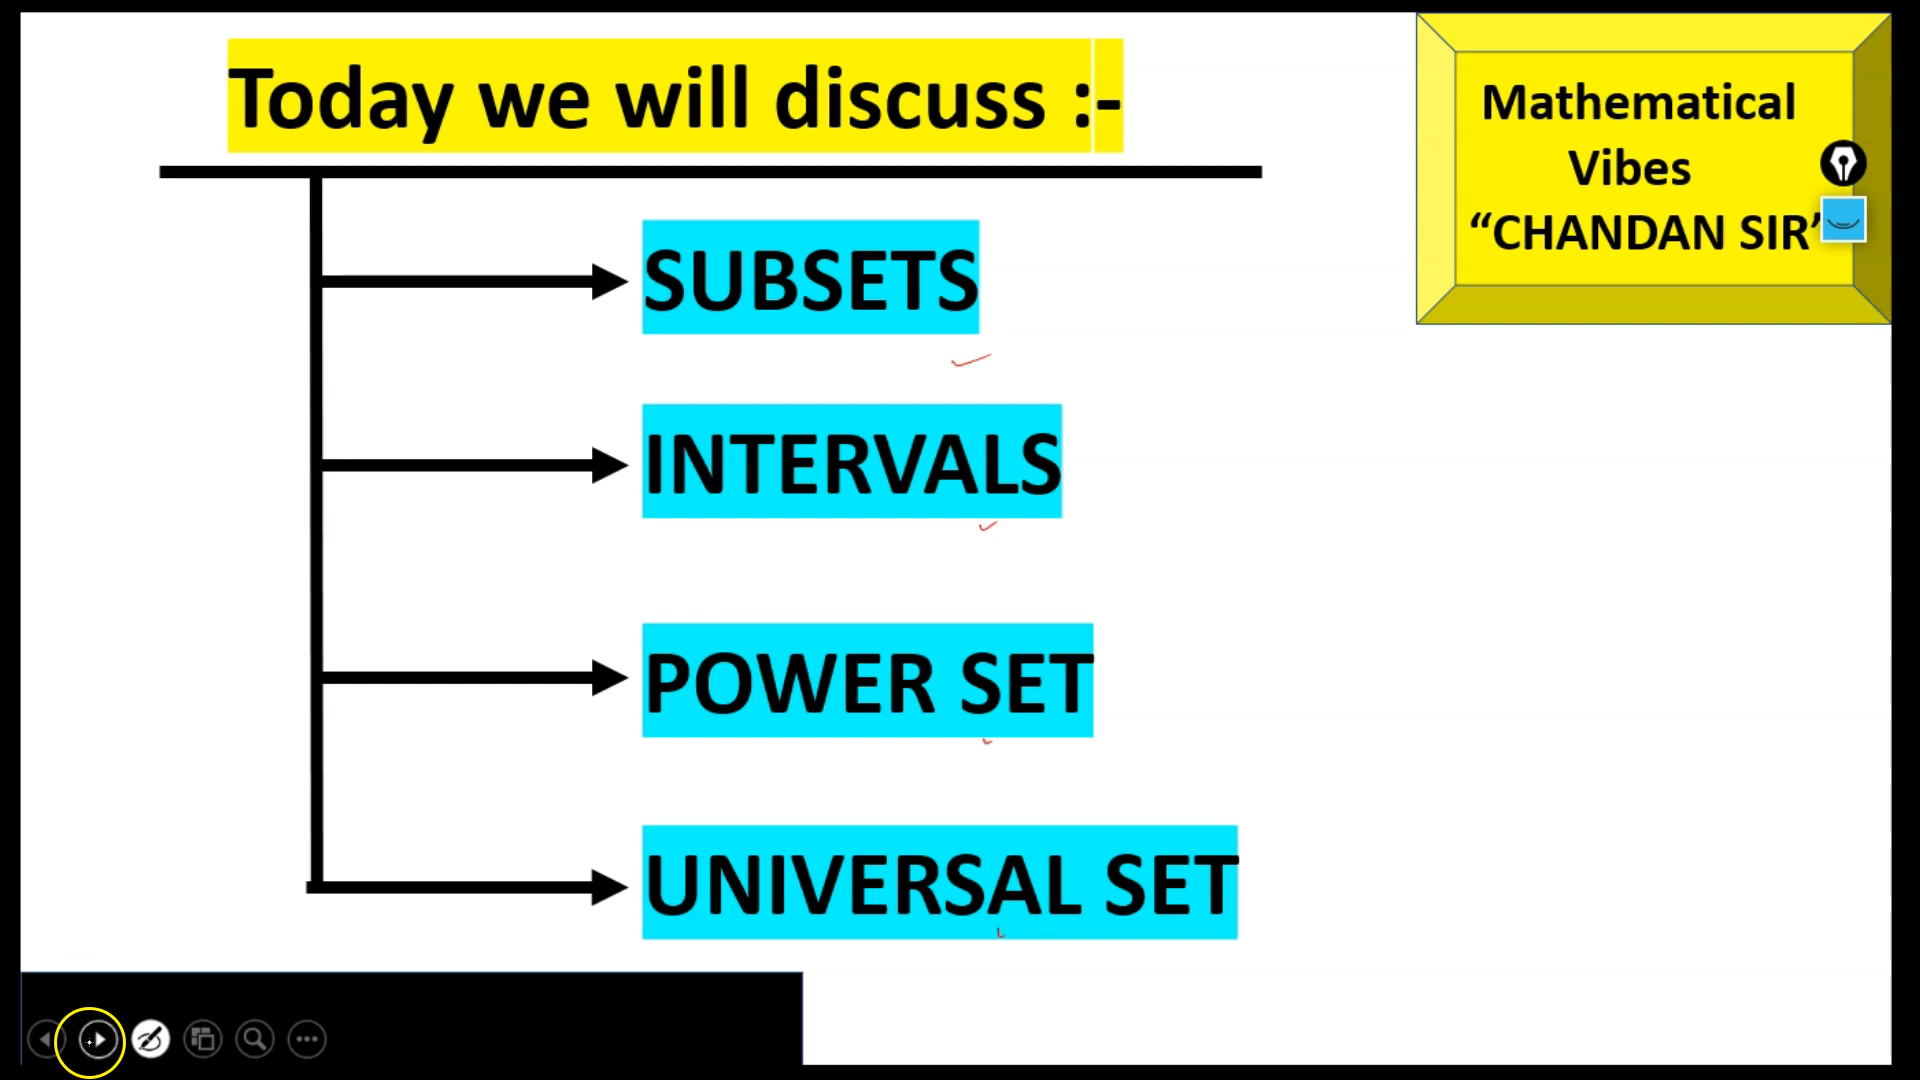 Today we will discuss :-
Mathematical
Vibes
“CHANDAN SIR”
SUBSETS
INTERVALS
POWER SET
UNIVERSAL SET